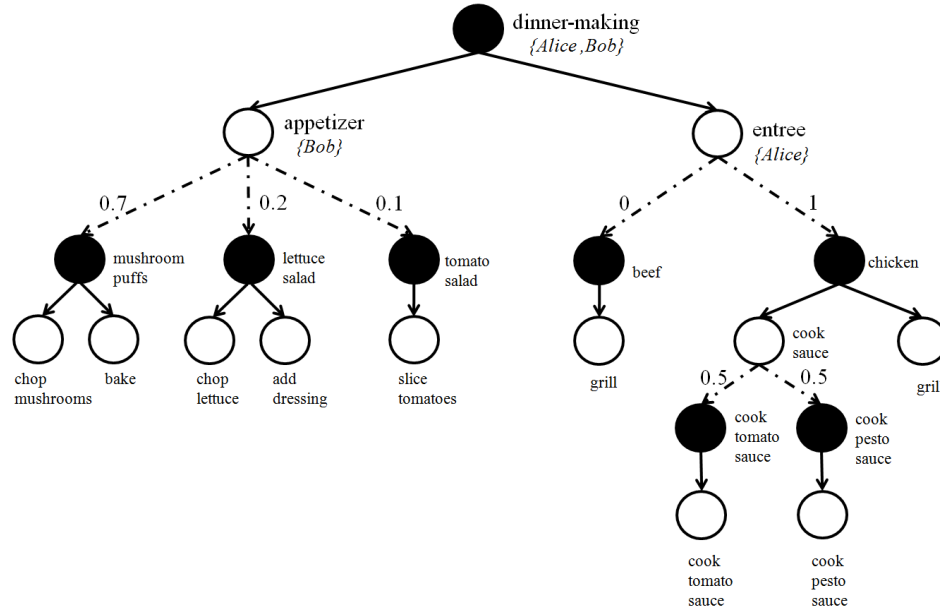 dinner-making
{Alice ,Bob}
appetizer
{Bob}
entree
{Alice}
0.7
0.2
0.1
0
1
mushroom
puffs
lettuce
salad
tomato
salad
beef
chicken
chop
mushrooms
bake
chop
lettuce
add
dressing
slice
tomatoes
grill
cook
sauce
gril
0.5
0.5
cook
tomato
sauce
cook
pesto
sauce
cook
tomato
sauce
cook
pesto
sauce